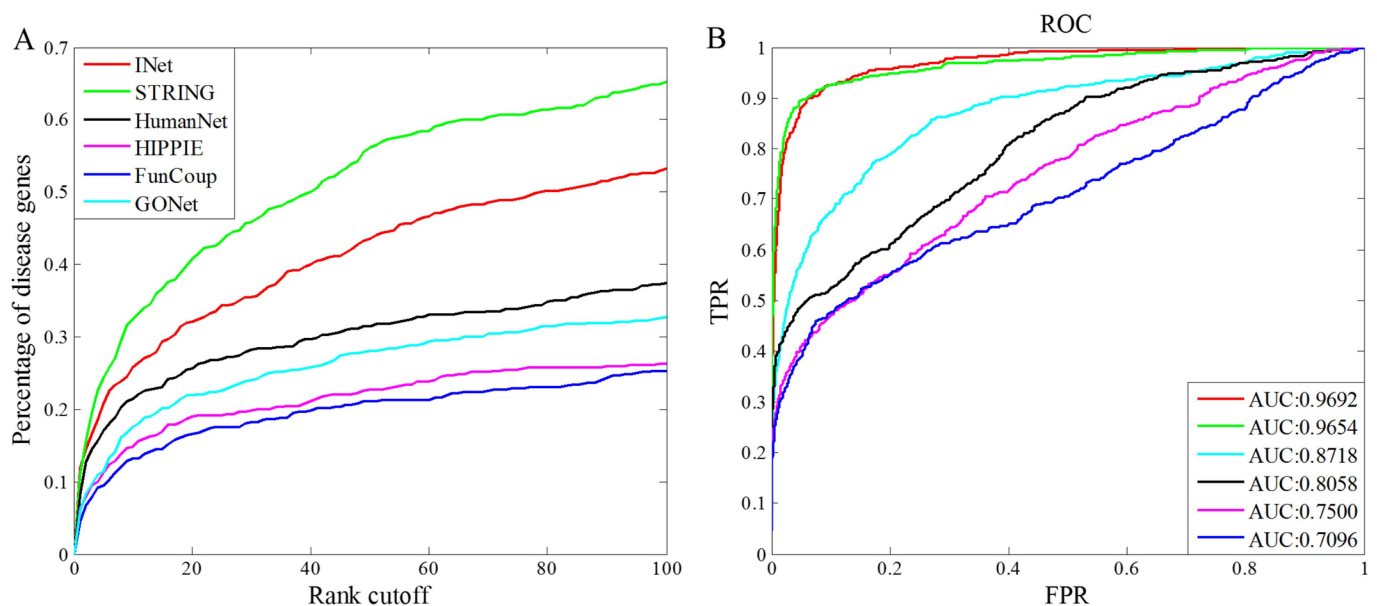 A
Percentage of disease genes
0.7
0.6
0.5
0.4
0.3
0.2
0.1
0
INet
STRING
HumanNet
HIPPIE
FunCoup
GONet
0 20 40 60 80 100
Rank cutoff
B
ROC
TPR
1
0.9
0.8
0.7
0.6
0.5
0.4
0.3
0.2
0.1
0
AUC:0.9692
AUC:0.9654
AUC:0.8718
AUC:0.8058
AUC:0.7500
AUC:0.7096
0 0.2 0.4 0.6 0.8 1
FPR